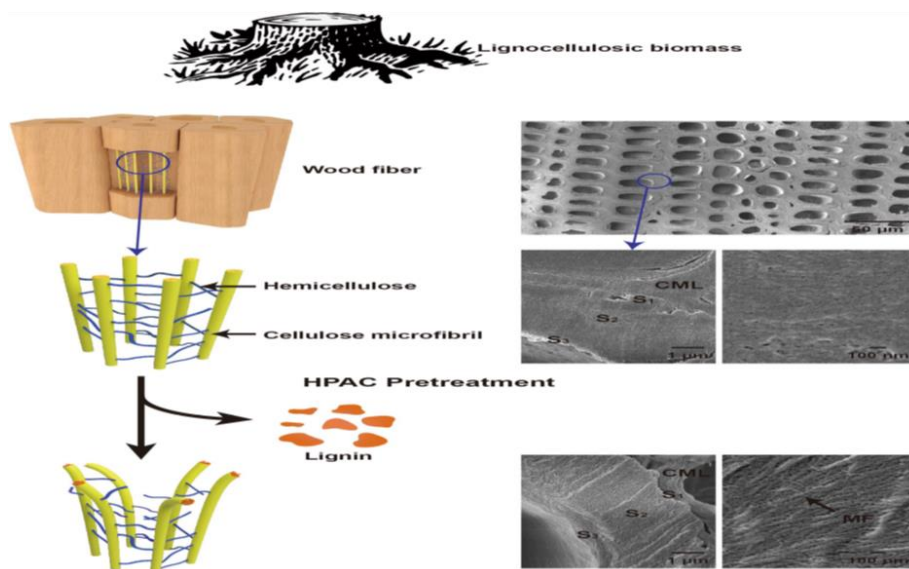 Lignocellulosic biomass
Wood fiber
50 μm
Hemicellulose
Cellulose microfibril
CML
S1
S2
S3
1 μm
100 nm
HPAC Pretreatment
Lignin
CML
S1
S2
S3
1 μm
MF
100 μm